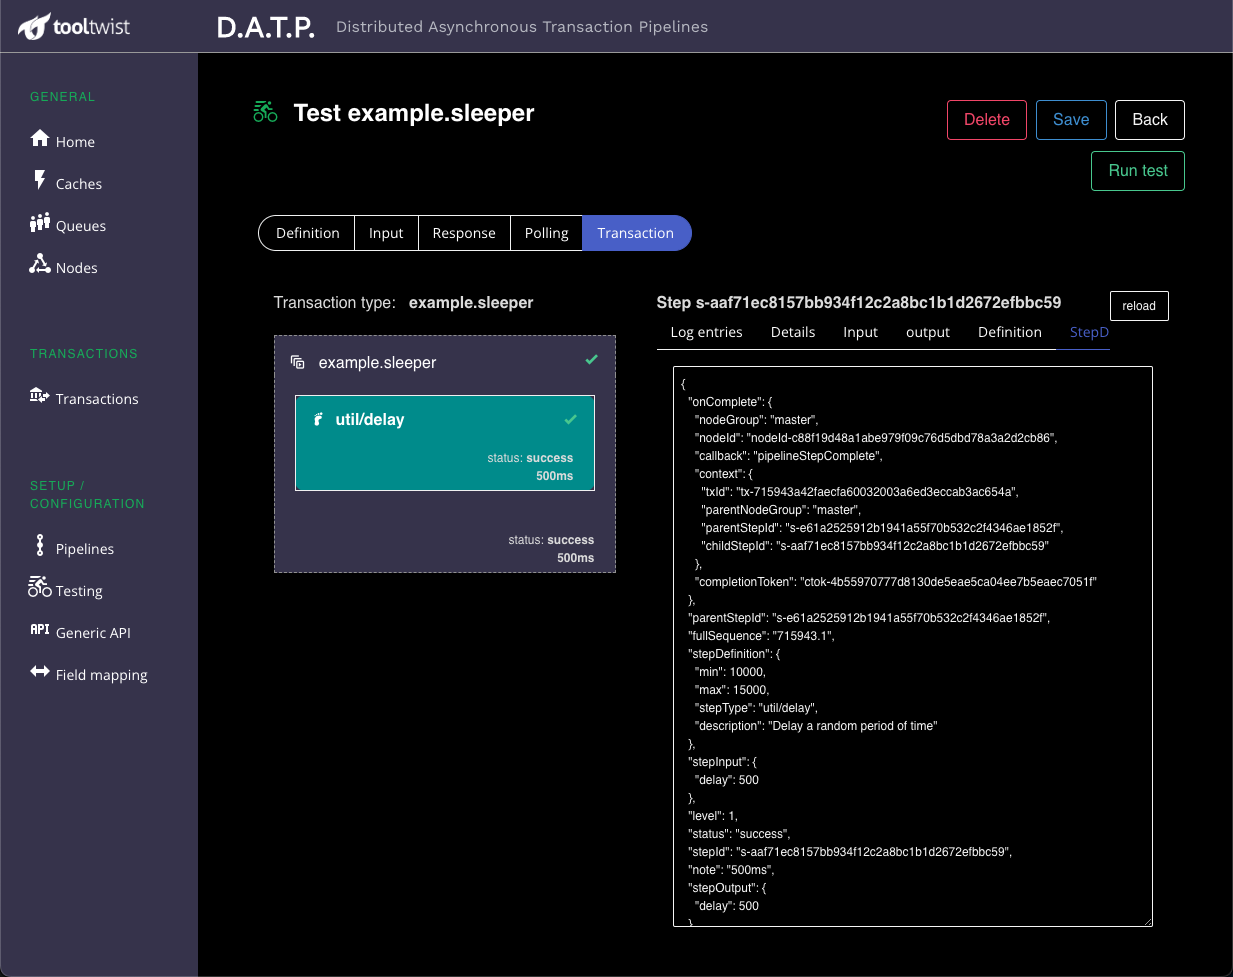 tooltwist
D.A.T.P. Distributed Asynchronous Transaction Pipelines
GENERAL
Home
Caches
Queues
Nodes
TRANSACTIONS
Transactions
SETUP /
CONFIGURATION
Pipelines
Testing
API Generic API
Field mapping
Test example.sleeper
Delete Save Back
Run test
Definition Input Response Polling Transaction
Transaction type: example.sleeper
example.sleeper
util/delay
status: success
500ms
status: success
500ms
Step s-aaf71ec8157bb934f12c2a8bc1b1d2672efbbc59
reload
Log entries Details Input output Definition StepD
{
"onComplete": {
"nodeGroup": "master",
"nodeId": "nodeId-c88f19d48a1abe979f09c76d5dbd78a3a2d2cb86",
"callback": "pipelineStepComplete",
"context": {
"txId": "tx-715943a42faecfa60032003a6ed3eccab3ac654a",
"parentNodeGroup": "master",
"parentStepId": "s-e61a2525912b1941a55f70b532c2f4346ae1852f",
"childStepId": "s-aaf71ec8157bb934f12c2a8bc1b1d2672efbbc59"
},
"completionToken": "ctok-4b55970777d8130de5eae5ca04ee7b5eaec7051f"
},
"parentStepId": "s-e61a2525912b1941a55f70b532c2f4346ae1852f",
"fullSequence": "715943.1",
"stepDefinition": {
"min": 10000,
"max": 15000,
"stepType": "util/delay",
"description": "Delay a random period of time"
},
"stepInput": {
"delay": 500
},
"level": 1,
"status": "success",
"stepId": "s-aaf71ec8157bb934f12c2a8bc1b1d2672efbbc59",
"note": "500ms",
"stepOutput": {
"delay": 500
}